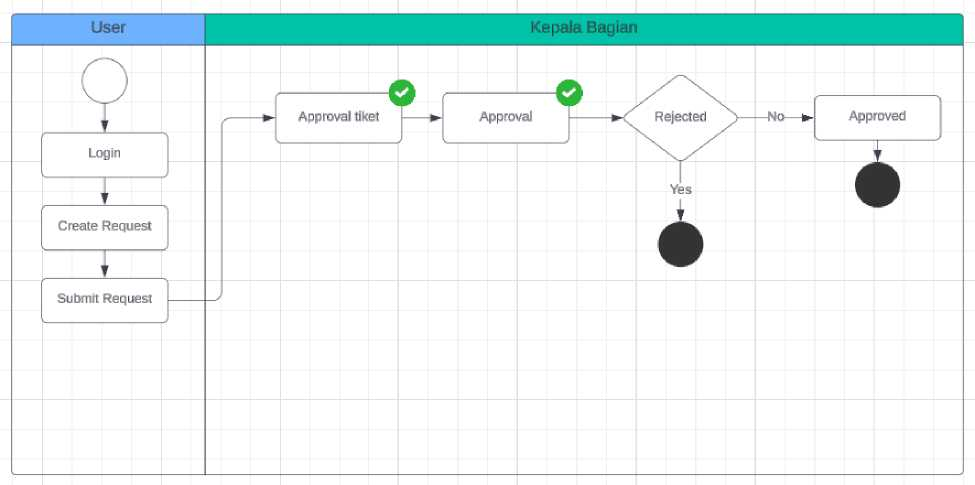 User
Kepala Bagian
Login
Create Request
Submit Request
Approval tiket
Approval
Rejected
No
Approved
Yes